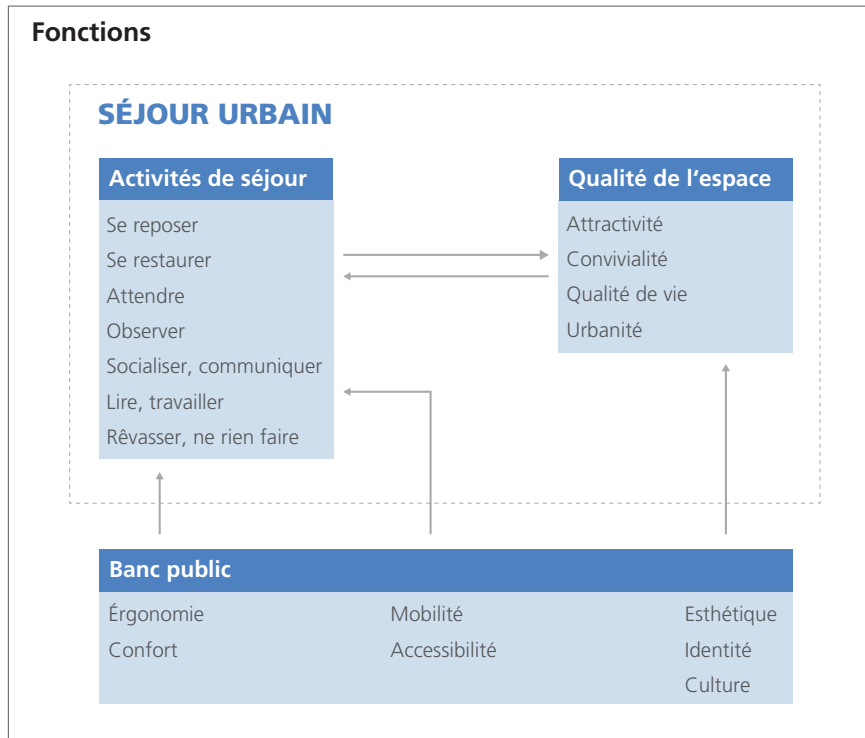 Fonctions
SÉJOUR URBAIN
Activités de séjour
Se reposer
Se restaurer
Attendre
Observer
Socialiser, communiquer
Lire, travailler
Rêvasser, ne rien faire
Qualité de l'espace
Attractivité
Convivialité
Qualité de vie
Urbanité
Banc public
Érgonomie
Confort
Mobilité
Accessibilité
Esthétique
Identité
Culture